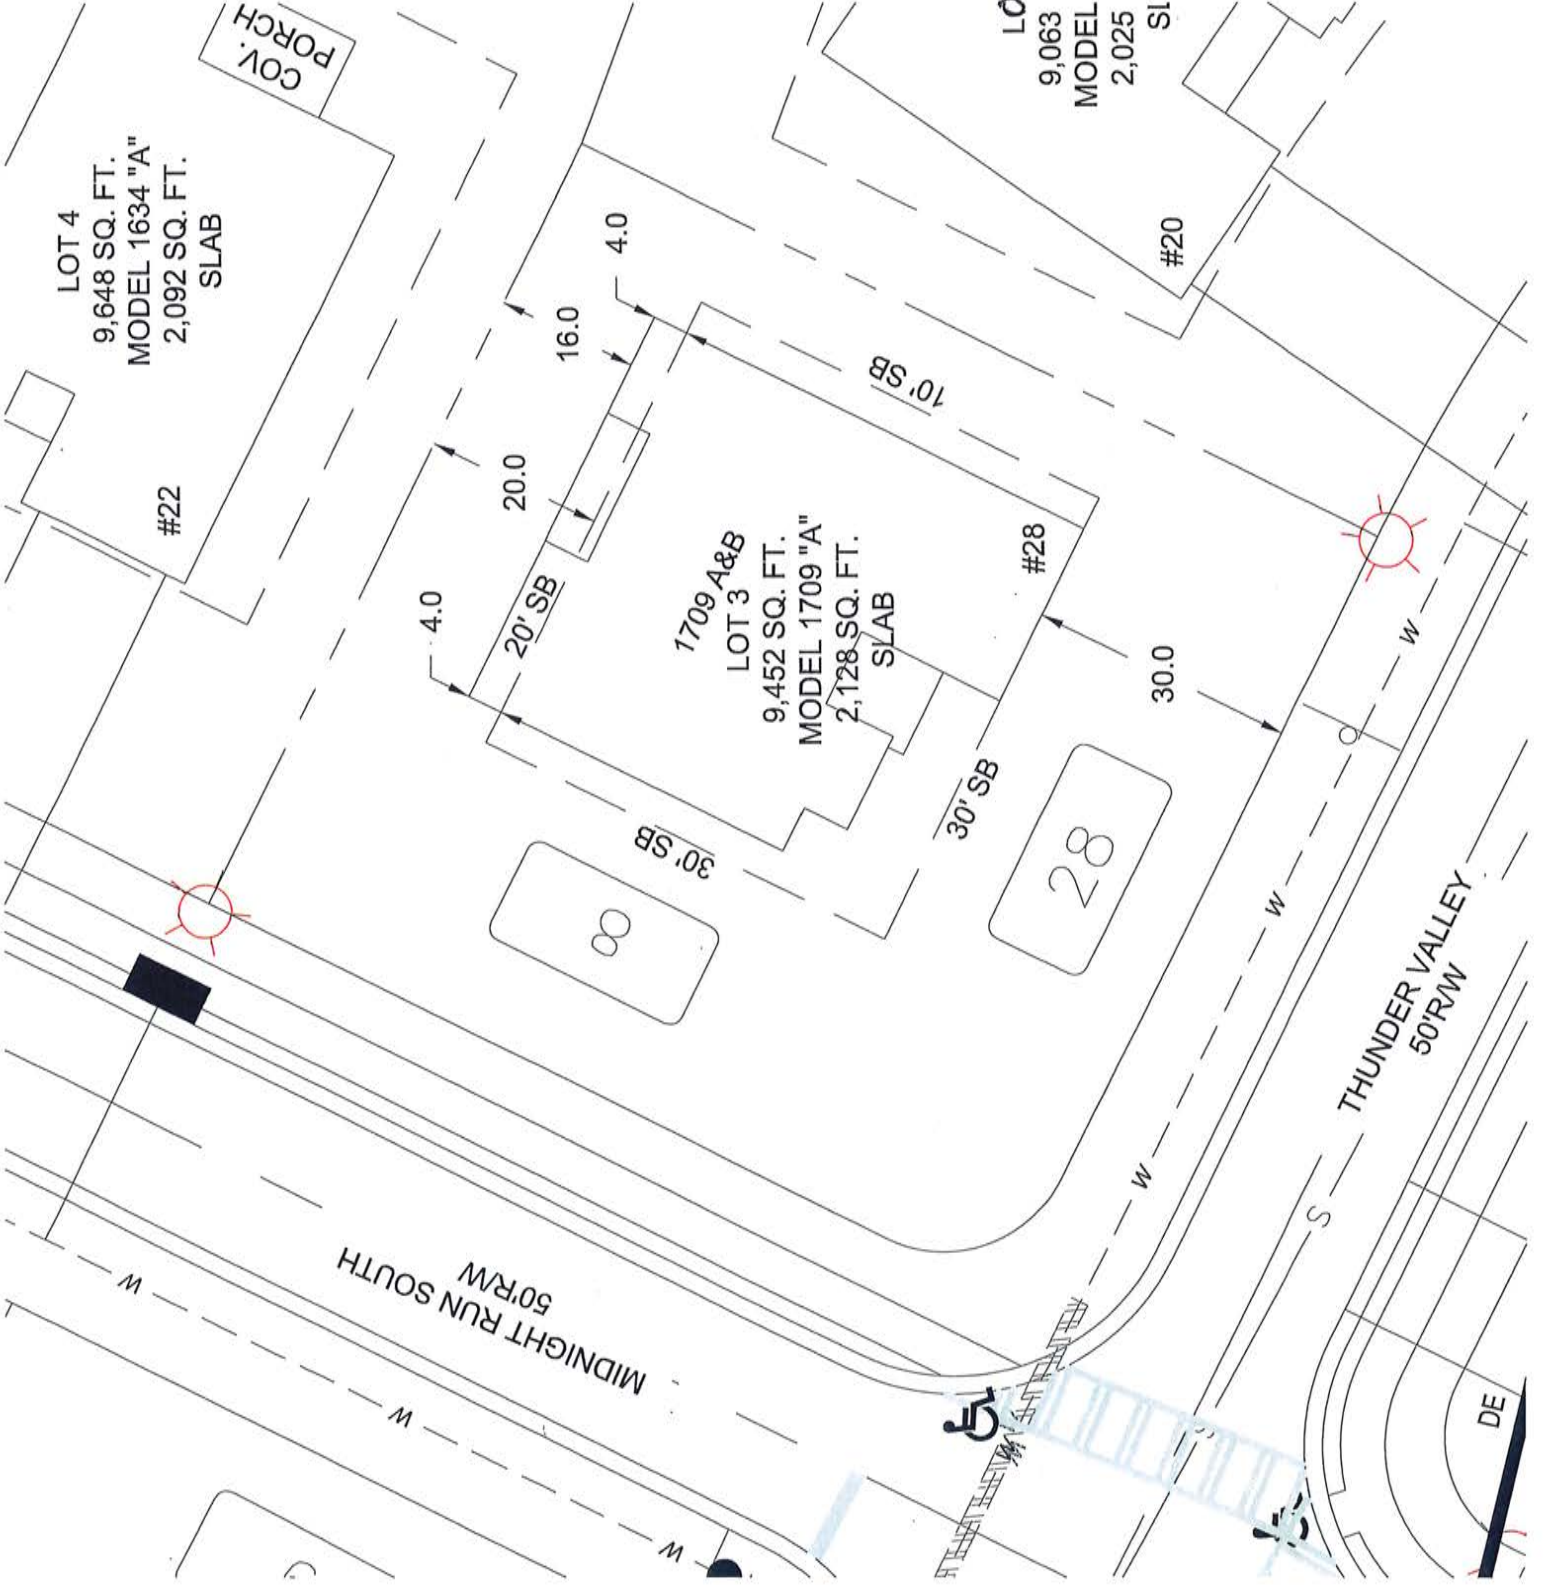 COV.
PORCH
LOT 4
9,648 SQ. FT.
MODEL 1634 "A"
2,092 SQ. FT.
SLAB
#22
9,063
MODEL
2,025
#20
4.0
16.0
20.0
4.0
20' SB
10' SB
1709 A&B
LOT 3
9,452 SQ. FT.
MODEL 1709 "A"
2,128 SQ. FT.
SLAB
#28
30.0
30' SB
30' SB
8
28
W
W
W
THUNDER VALLEY
50'R/W
S
S
MIDNIGHT RUN SOUTH
50'R/W
W
W
W
DE